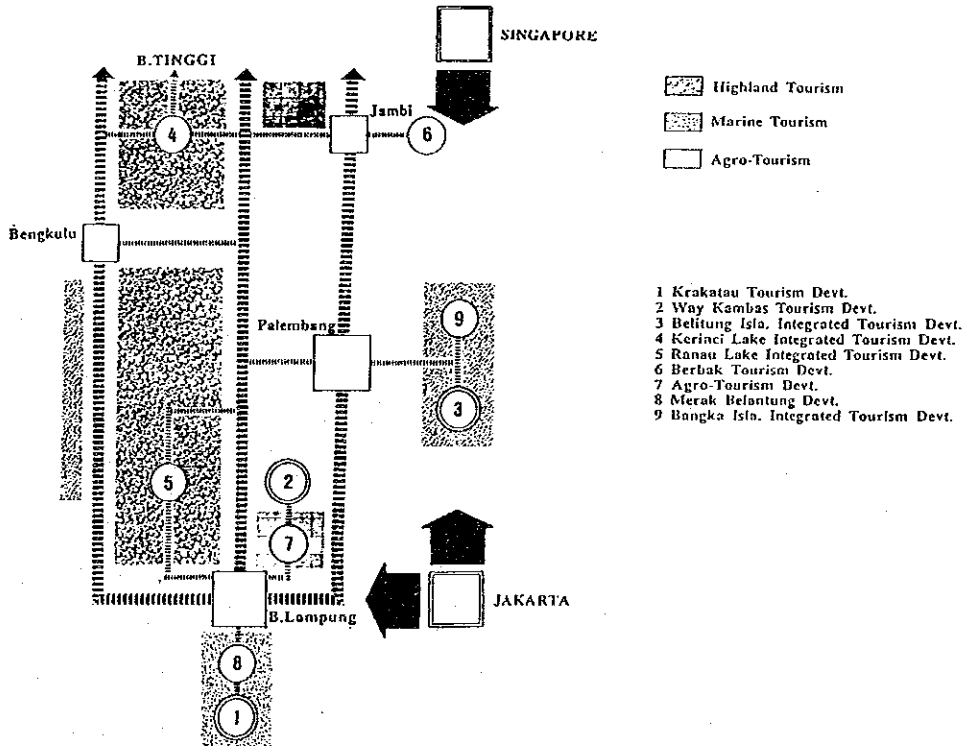 SINGAPORE
B.TINGGI
Jambi
4
6
Highland Tourism
Marine Tourism
Agro-Tourism
Bengkulu
Palembang
9
3
1 Krakatau Tourism Devt.
2 Way Kambas Tourism Devt.
3 Belitung Isla. Integrated Tourism Devt.
4 Kerinci Lake Integrated Tourism Devt.
5 Ranau Lake Integrated Tourism Devt.
6 Berbak Tourism Devt.
7 Agro-Tourism Devt.
8 Merak Belantung Devt.
9 Bangka Isla. Integrated Tourism Devt.
5
2
7
JAKARTA
B.Lampung
8
1